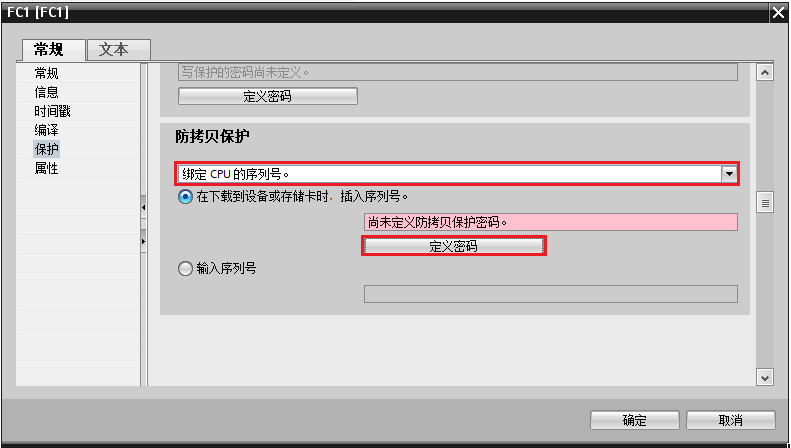 FC1 [FC1]
常规
文本
常规
信息
时间戳
编译
保护
属性
写保护的密码尚未定义。
定义密码
防拷贝保护
绑定 CPU 的序列号。
在下载到设备或存储卡时，插入序列号。
尚未定义防拷贝保护密码。
定义密码
输入序列号
确定
取消